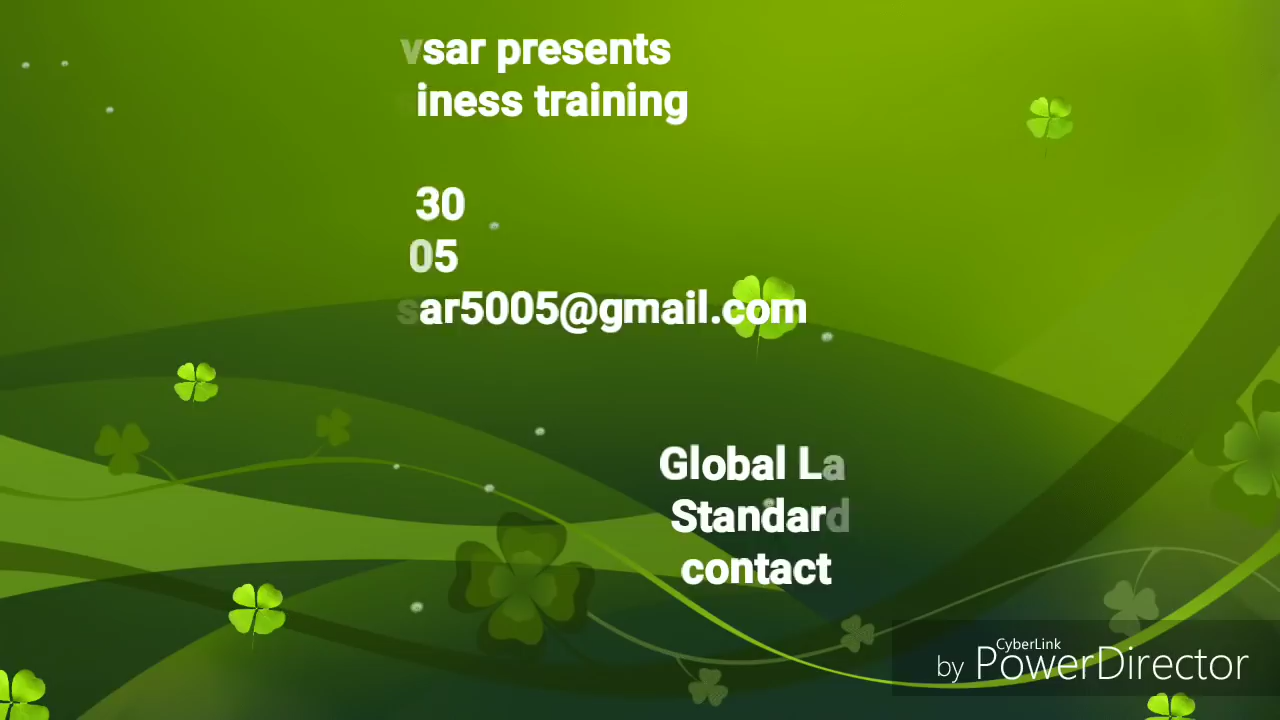 vsar presents
iness training
30
05
sar5005@gmail.com
Global La
Standard
contact
CyberLink
by PowerDirector